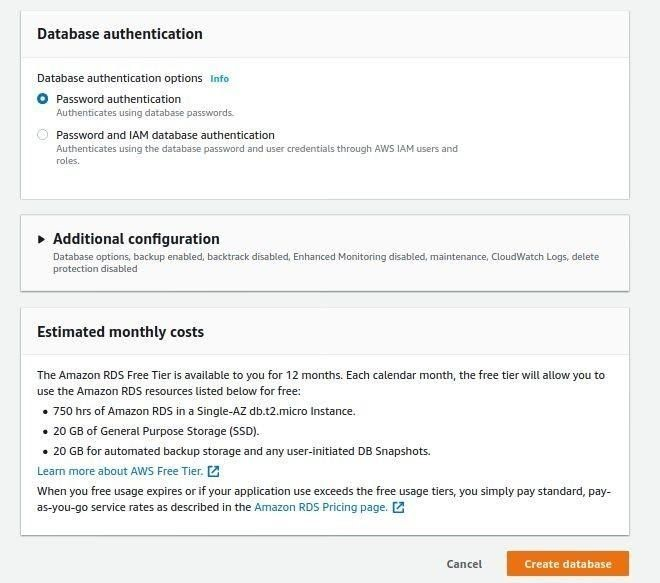 Database authentication
Database authentication options Info
Password authentication
Authenticates using database passwords.
Password and IAM database authentication
Authenticates using the database password and user credentials through AWS IAM users and
roles.
Additional configuration
Database options, backup enabled, backtrack disabled, Enhanced Monitoring disabled, maintenance, CloudWatch Logs, delete
protection disabled
Estimated monthly costs
The Amazon RDS Free Tier is available to you for 12 months. Each calendar month, the free tier will allow you to
use the Amazon RDS resources listed below for free:
• 750 hrs of Amazon RDS in a Single-AZ db.t2.micro Instance.
• 20 GB of General Purpose Storage (SSD).
• 20 GB for automated backup storage and any user-initiated DB Snapshots.
Learn more about AWS Free Tier.
When you free usage expires or if your application use exceeds the free usage tiers, you simply pay standard, pay-
as-you-go service rates as described in the Amazon RDS Pricing page.
Cancel Create database